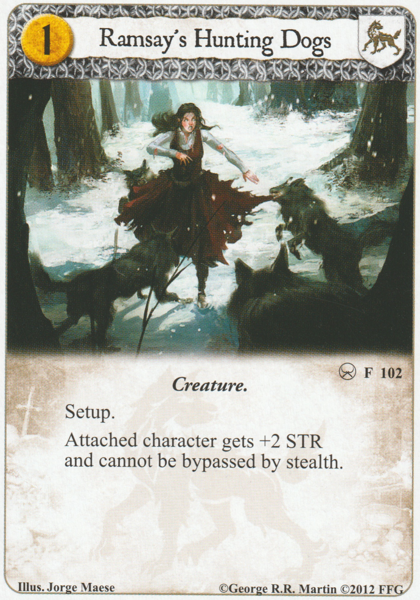 1
Ramsay's Hunting Dogs
F 102
Creature.
Setup.
Attached character gets +2 STR
and cannot be bypassed by stealth.
Illus. Jorge Maese
©George R.R. Martin ©2012 FFG